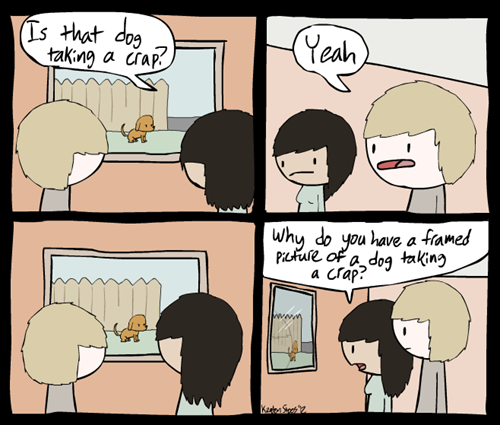 Is that dog
taking a crap?
Yeah
Why do you have a framed
picture of a dog taking
a crap?